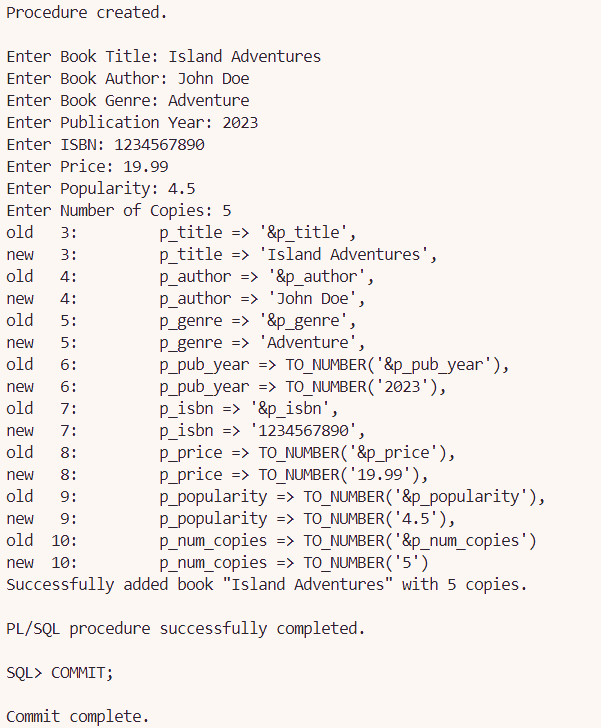 Procedure created.
Enter Book Title: Island Adventures
Enter Book Author: John Doe
Enter Book Genre: Adventure
Enter Publication Year: 2023
Enter ISBN: 1234567890
Enter Price: 19.99
Enter Popularity: 4.5
Enter Number of Copies: 5
old   3:         p_title => '&p_title',
new   3:         p_title => 'Island Adventures',
old   4:         p_author => '&p_author',
new   4:         p_author => 'John Doe',
old   5:         p_genre => '&p_genre',
new   5:         p_genre => 'Adventure',
old   6:         p_pub_year => TO_NUMBER('&p_pub_year'),
new   6:         p_pub_year => TO_NUMBER('2023'),
old   7:         p_isbn => '&p_isbn',
new   7:         p_isbn => '1234567890',
old   8:         p_price => TO_NUMBER('&p_price'),
new   8:         p_price => TO_NUMBER('19.99'),
old   9:         p_popularity => TO_NUMBER('&p_popularity'),
new   9:         p_popularity => TO_NUMBER('4.5'),
old  10:         p_num_copies => TO_NUMBER('&p_num_copies')
new  10:         p_num_copies => TO_NUMBER('5')
Successfully added book "Island Adventures" with 5 copies.
PL/SQL procedure successfully completed.
SQL> COMMIT;
Commit complete.